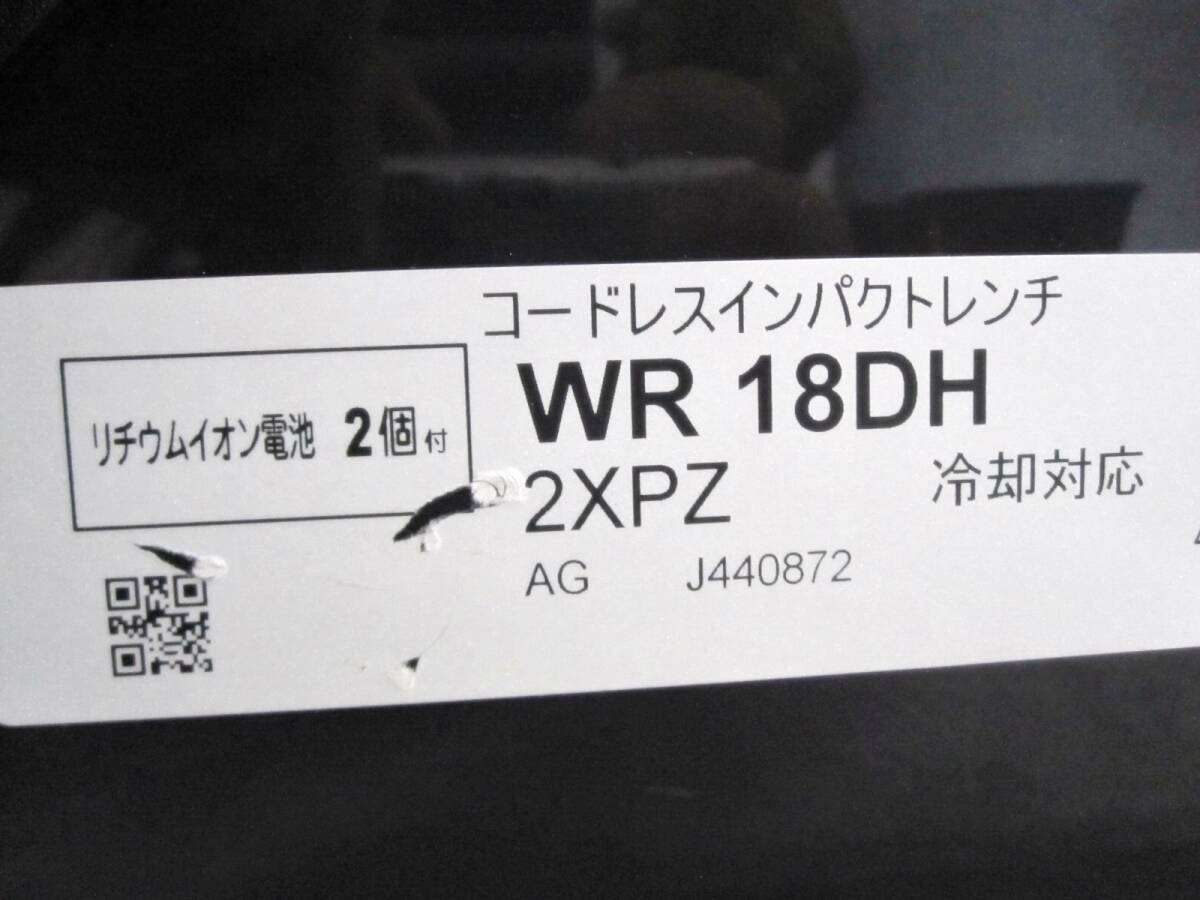 コードレスインパクトレンチ
WR 18DH
リチウムイオン電池 2個付
2XPZ 冷却対応
AG J440872